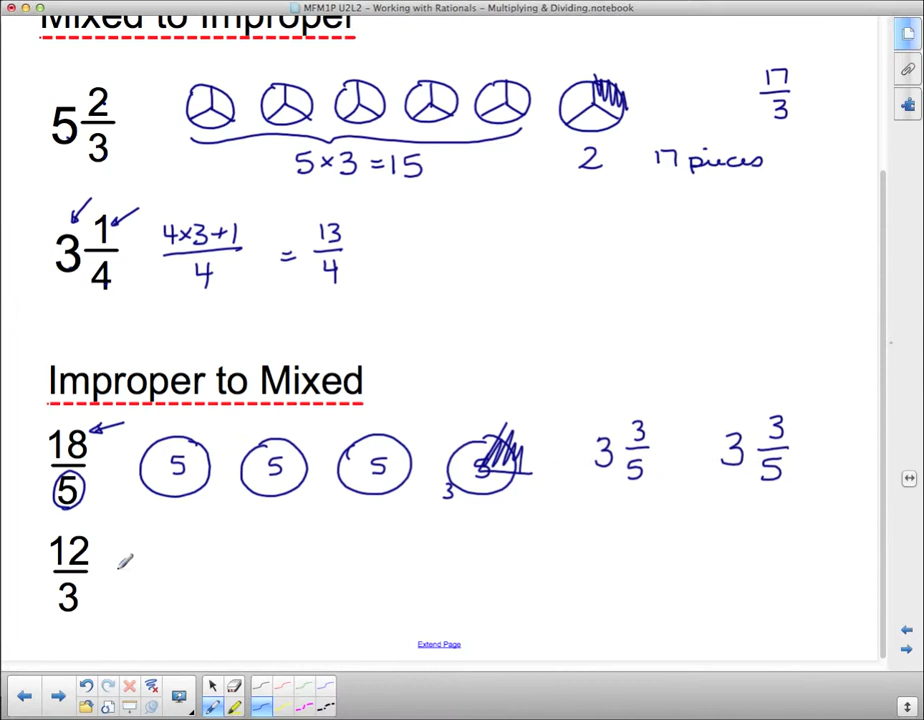 MFM1P U2L2 - Working with Rationals - Multiplying & Dividing.notebook
Mixed to Improper
5 2/3
5 × 3 = 15
2
17 pieces
17/3
3 1/4
4×3+1/4 = 13/4
Improper to Mixed
18/5
5 5 5 5
3
3 3/5
3 3/5
12/3
Extend Page